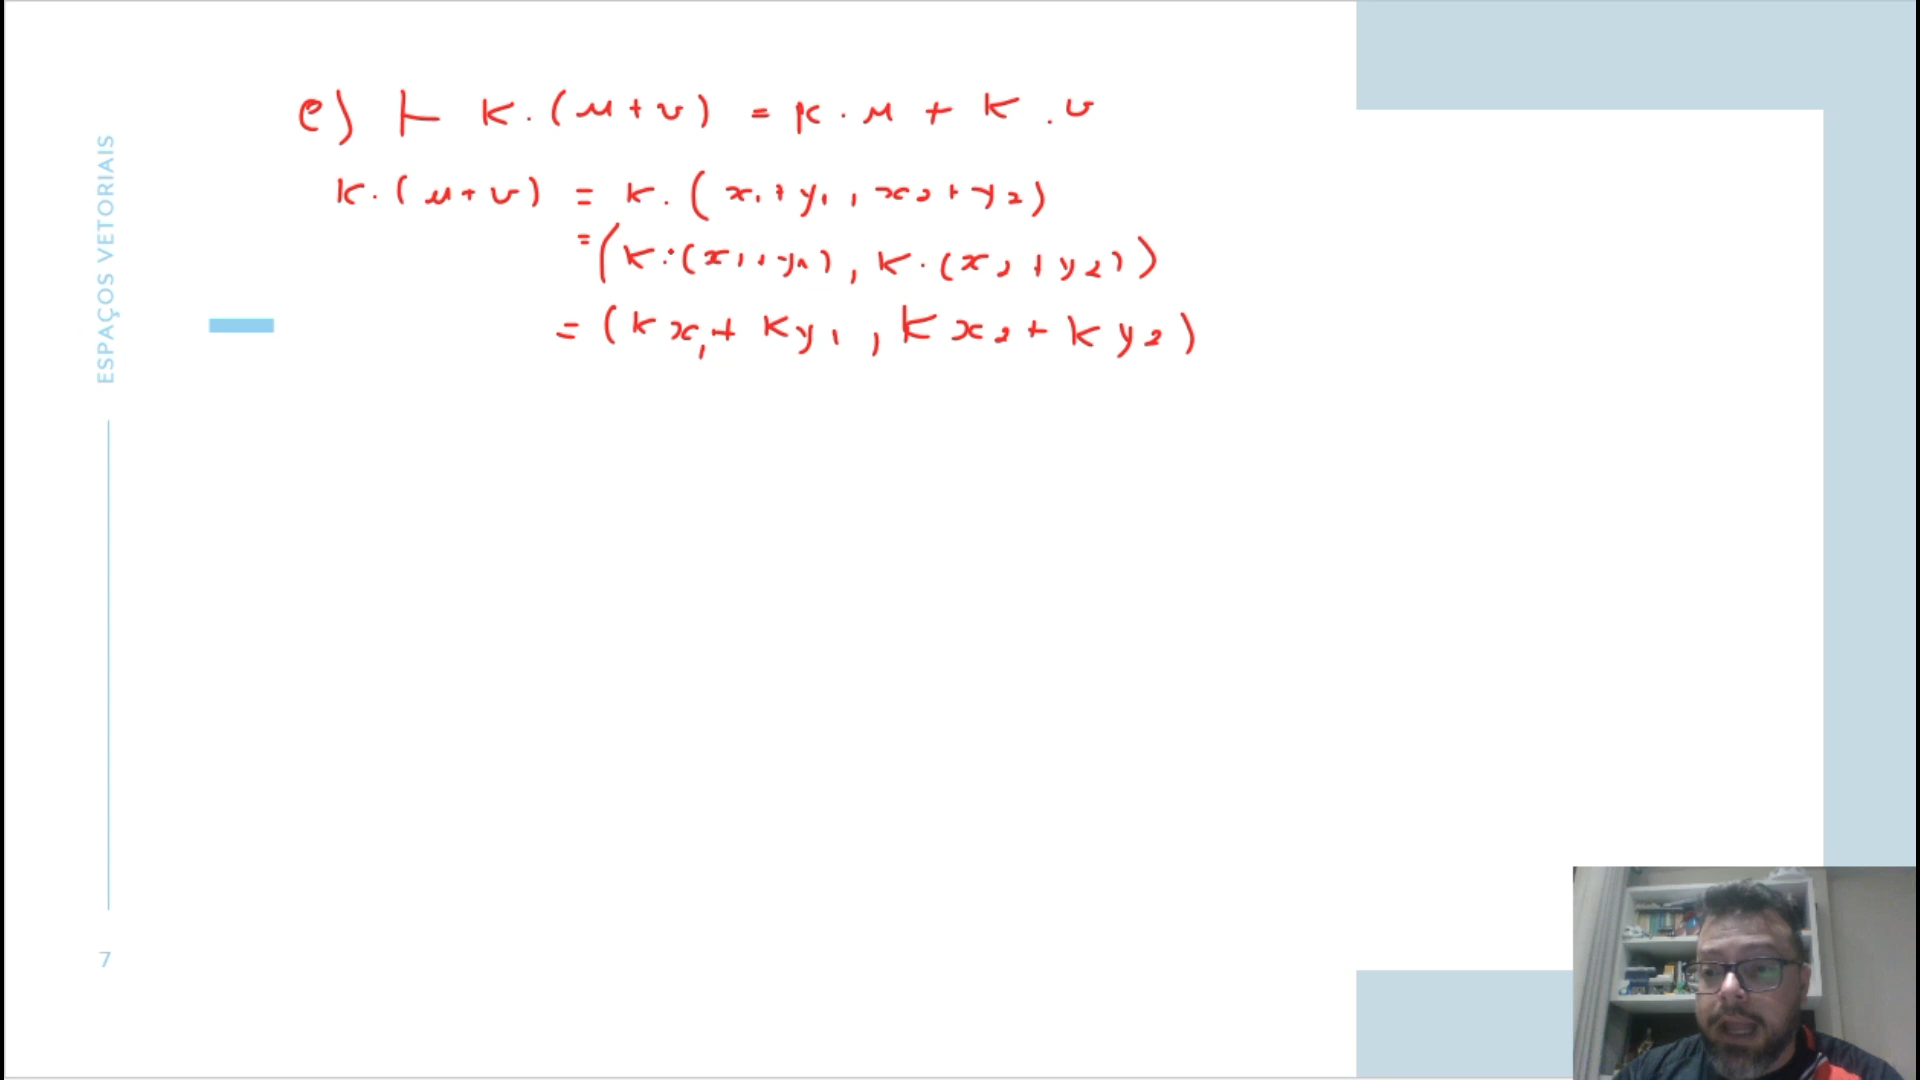 ESPAÇOS VETORIAIS
e) ⊢ K.(u+v) = K.u + K.v
K.(u+v) = K.(x₁+y₁, x₂+y₂)
=(K.(x₁+y₁), K.(x₂+y₂))
= (Kx₁+Ky₁, Kx₂+Ky₂)
7